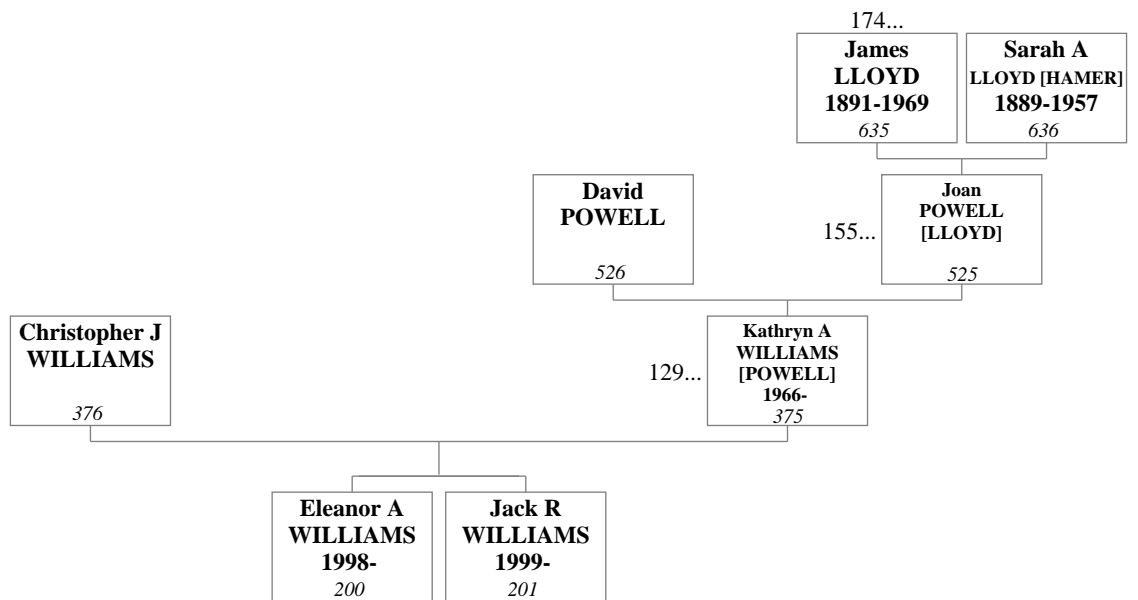 174...
James
LLOYD
1891-1969
635
Sarah A
LLOYD [HAMER]
1889-1957
636
David
POWELL
526
155...
Joan
POWELL
[LLOYD]
525
Christopher J
WILLIAMS
376
129...
Kathryn A
WILLIAMS
[POWELL]
1966-
375
Eleanor A
WILLIAMS
1998-
200
Jack R
WILLIAMS
1999-
201